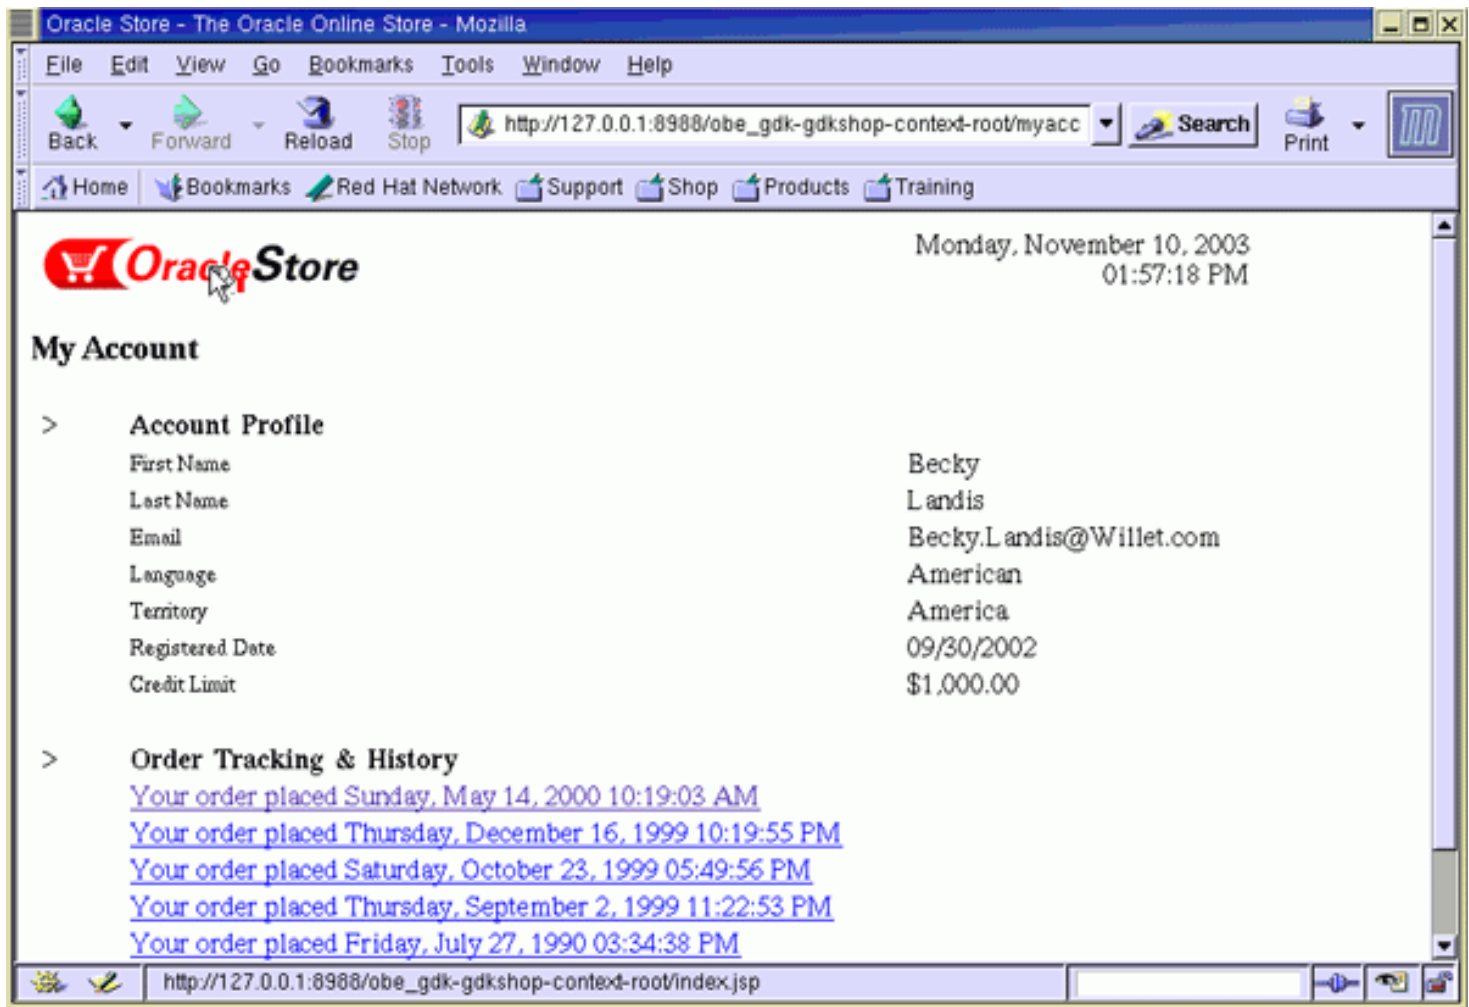 Oracle Store - The Oracle Online Store - Mozilla
File Edit View Go Bookmarks Tools Window Help
Back Forward Reload Stop http://127.0.0.1:8988/obe_gdk-gdkshop-context-root/myacc Search Print
Home Bookmarks Red Hat Network Support Shop Products Training
OracleStore
Monday, November 10, 2003
01:57:18 PM
My Account
> Account Profile
First Name Becky
Last Name Landis
Email Becky.Landis@Willet.com
Language American
Territory America
Registered Date 09/30/2002
Credit Limit $1,000.00
> Order Tracking & History
Your order placed Sunday, May 14, 2000 10:19:03 AM
Your order placed Thursday, December 16, 1999 10:19:55 PM
Your order placed Saturday, October 23, 1999 05:49:56 PM
Your order placed Thursday, September 2, 1999 11:22:53 PM
Your order placed Friday, July 27, 1990 03:34:38 PM
http://127.0.0.1:8988/obe_gdk-gdkshop-context-root/index.jsp